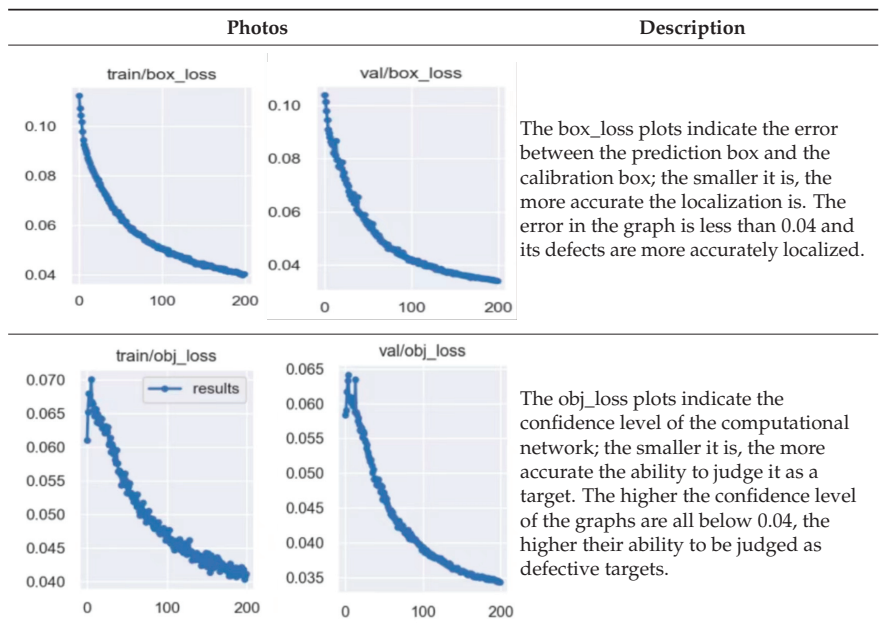 Photos Description
train/box_loss
0.10
0.08
0.06
0.04
0 100 200
val/box_loss
0.10
0.08
0.06
0.04
0 100 200
The box_loss plots indicate the error
between the prediction box and the
calibration box; the smaller it is, the
more accurate the localization is. The
error in the graph is less than 0.04 and
its defects are more accurately localized.
train/obj_loss
results
0.070
0.065
0.060
0.055
0.050
0.045
0.040
0 100 200
val/obj_loss
0.065
0.060
0.055
0.050
0.045
0.040
0.035
0 100 200
The obj_loss plots indicate the
confidence level of the computational
network; the smaller it is, the more
accurate the ability to judge it as a
target. The higher the confidence level
of the graphs are all below 0.04, the
higher their ability to be judged as
defective targets.